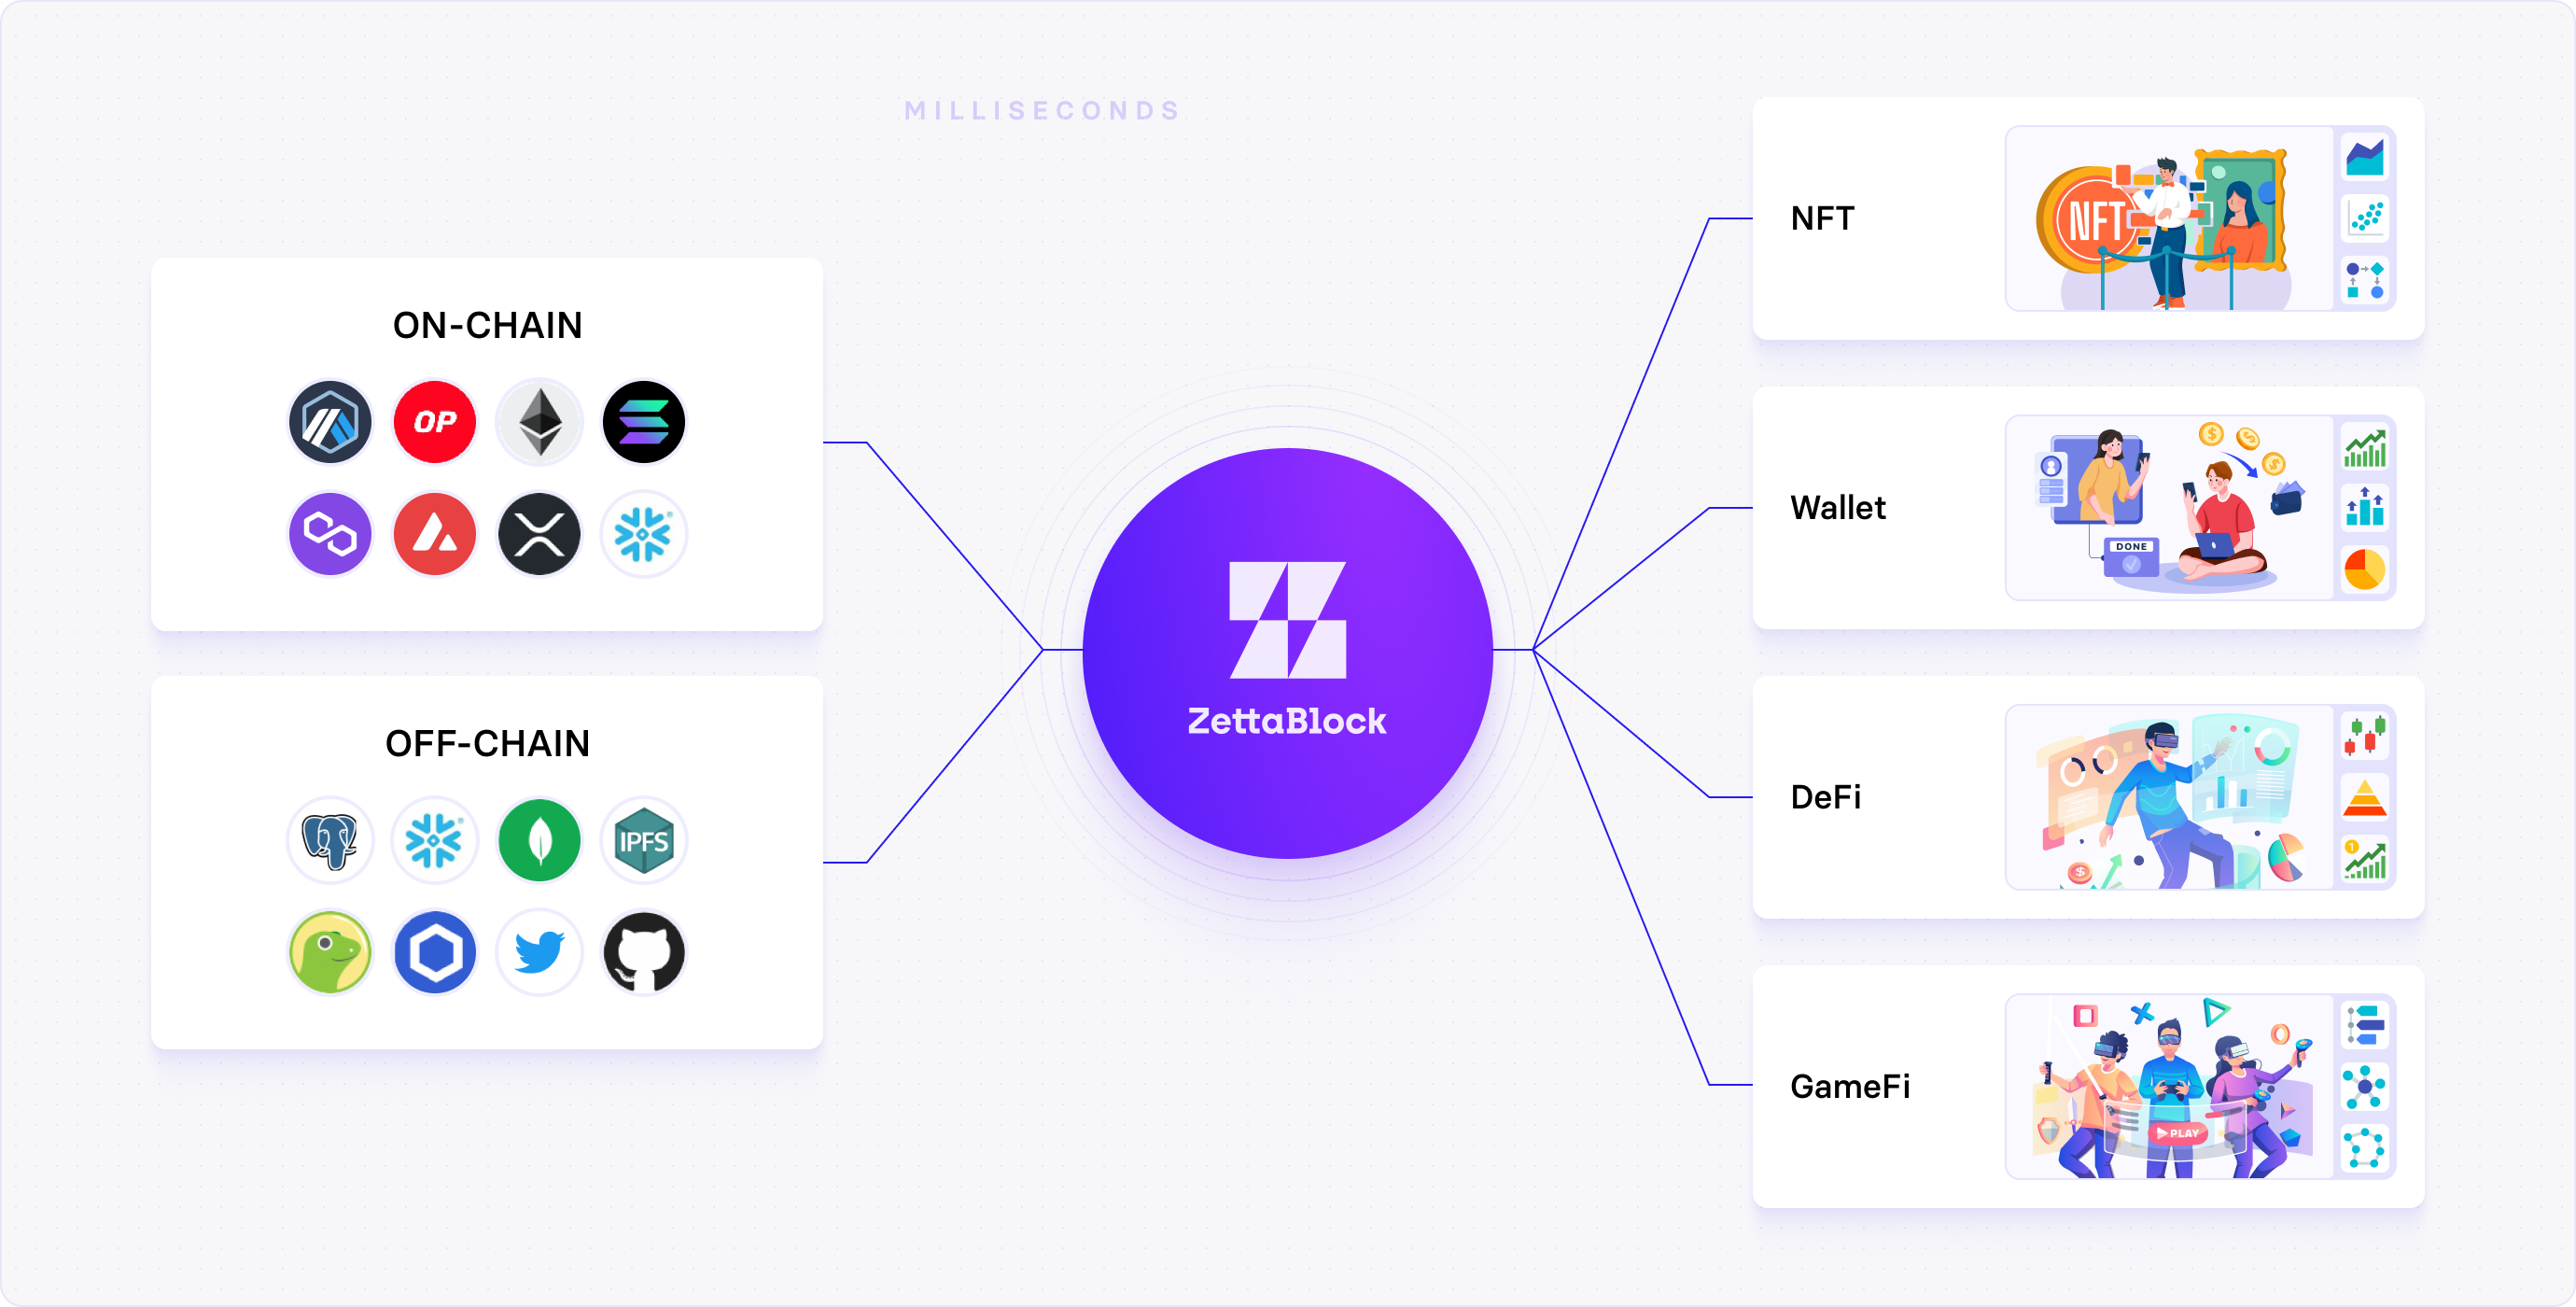 MILLISECONDS
ON-CHAIN
OP
OFF-CHAIN
IPFS
ZettaBlock
NFT
NFT
Wallet
DONE
DeFi
GameFi
PLAY